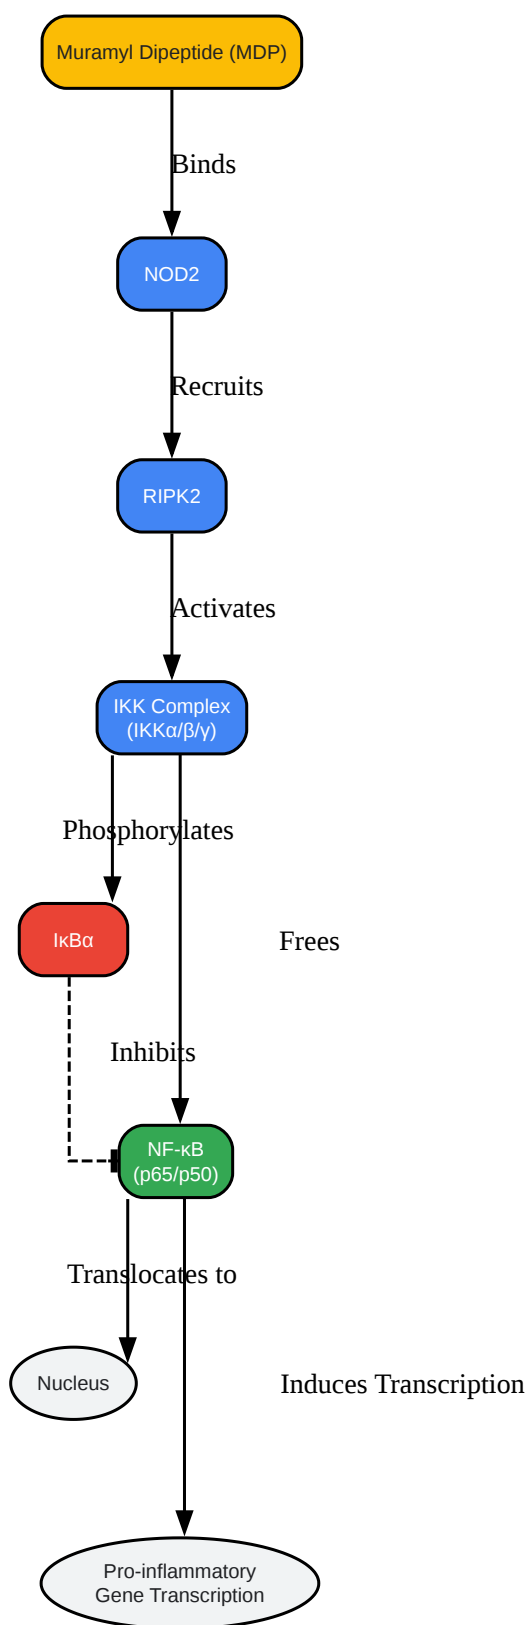 Muramyl Dipeptide (MDP)
Binds
NOD2
Recruits
RIPK2
Activates
IKK Complex
(IKKα/β/γ)
Phosphorylates
IκBα
Frees
Inhibits
NF-κB
(p65/p50)
Translocates to
Nucleus
Induces Transcription
Pro-inflammatory
Gene Transcription